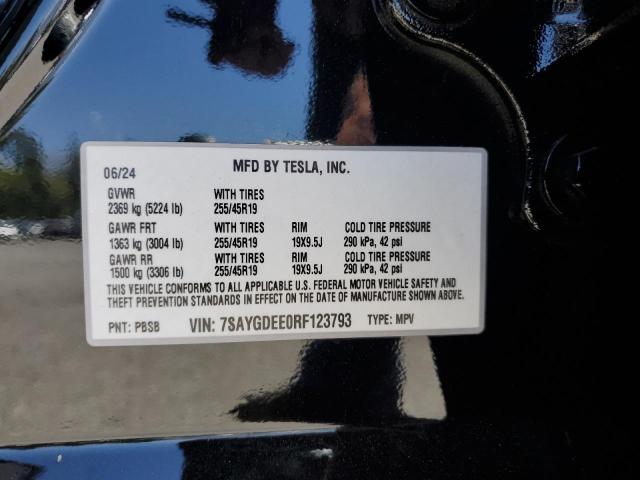 06/24 MFD BY TESLA, INC.
GVWR WITH TIRES
2369 kg (5224 lb) 255/45R19
GAWR FRT WITH TIRES RIM COLD TIRE PRESSURE
1363 kg (3004 lb) 255/45R19 19X9.5J 290 kPa, 42 psi
GAWR RR WITH TIRES RIM COLD TIRE PRESSURE
1500 kg (3306 lb) 255/45R19 19X9.5J 290 kPa, 42 psi
THIS VEHICLE CONFORMS TO ALL APPLICABLE U.S. FEDERAL MOTOR VEHICLE SAFETY AND
THEFT PREVENTION STANDARDS IN EFFECT ON THE DATE OF MANUFACTURE SHOWN ABOVE.
PNT: PBSB VIN: 7SAYGDEE0RF123793 TYPE: MPV